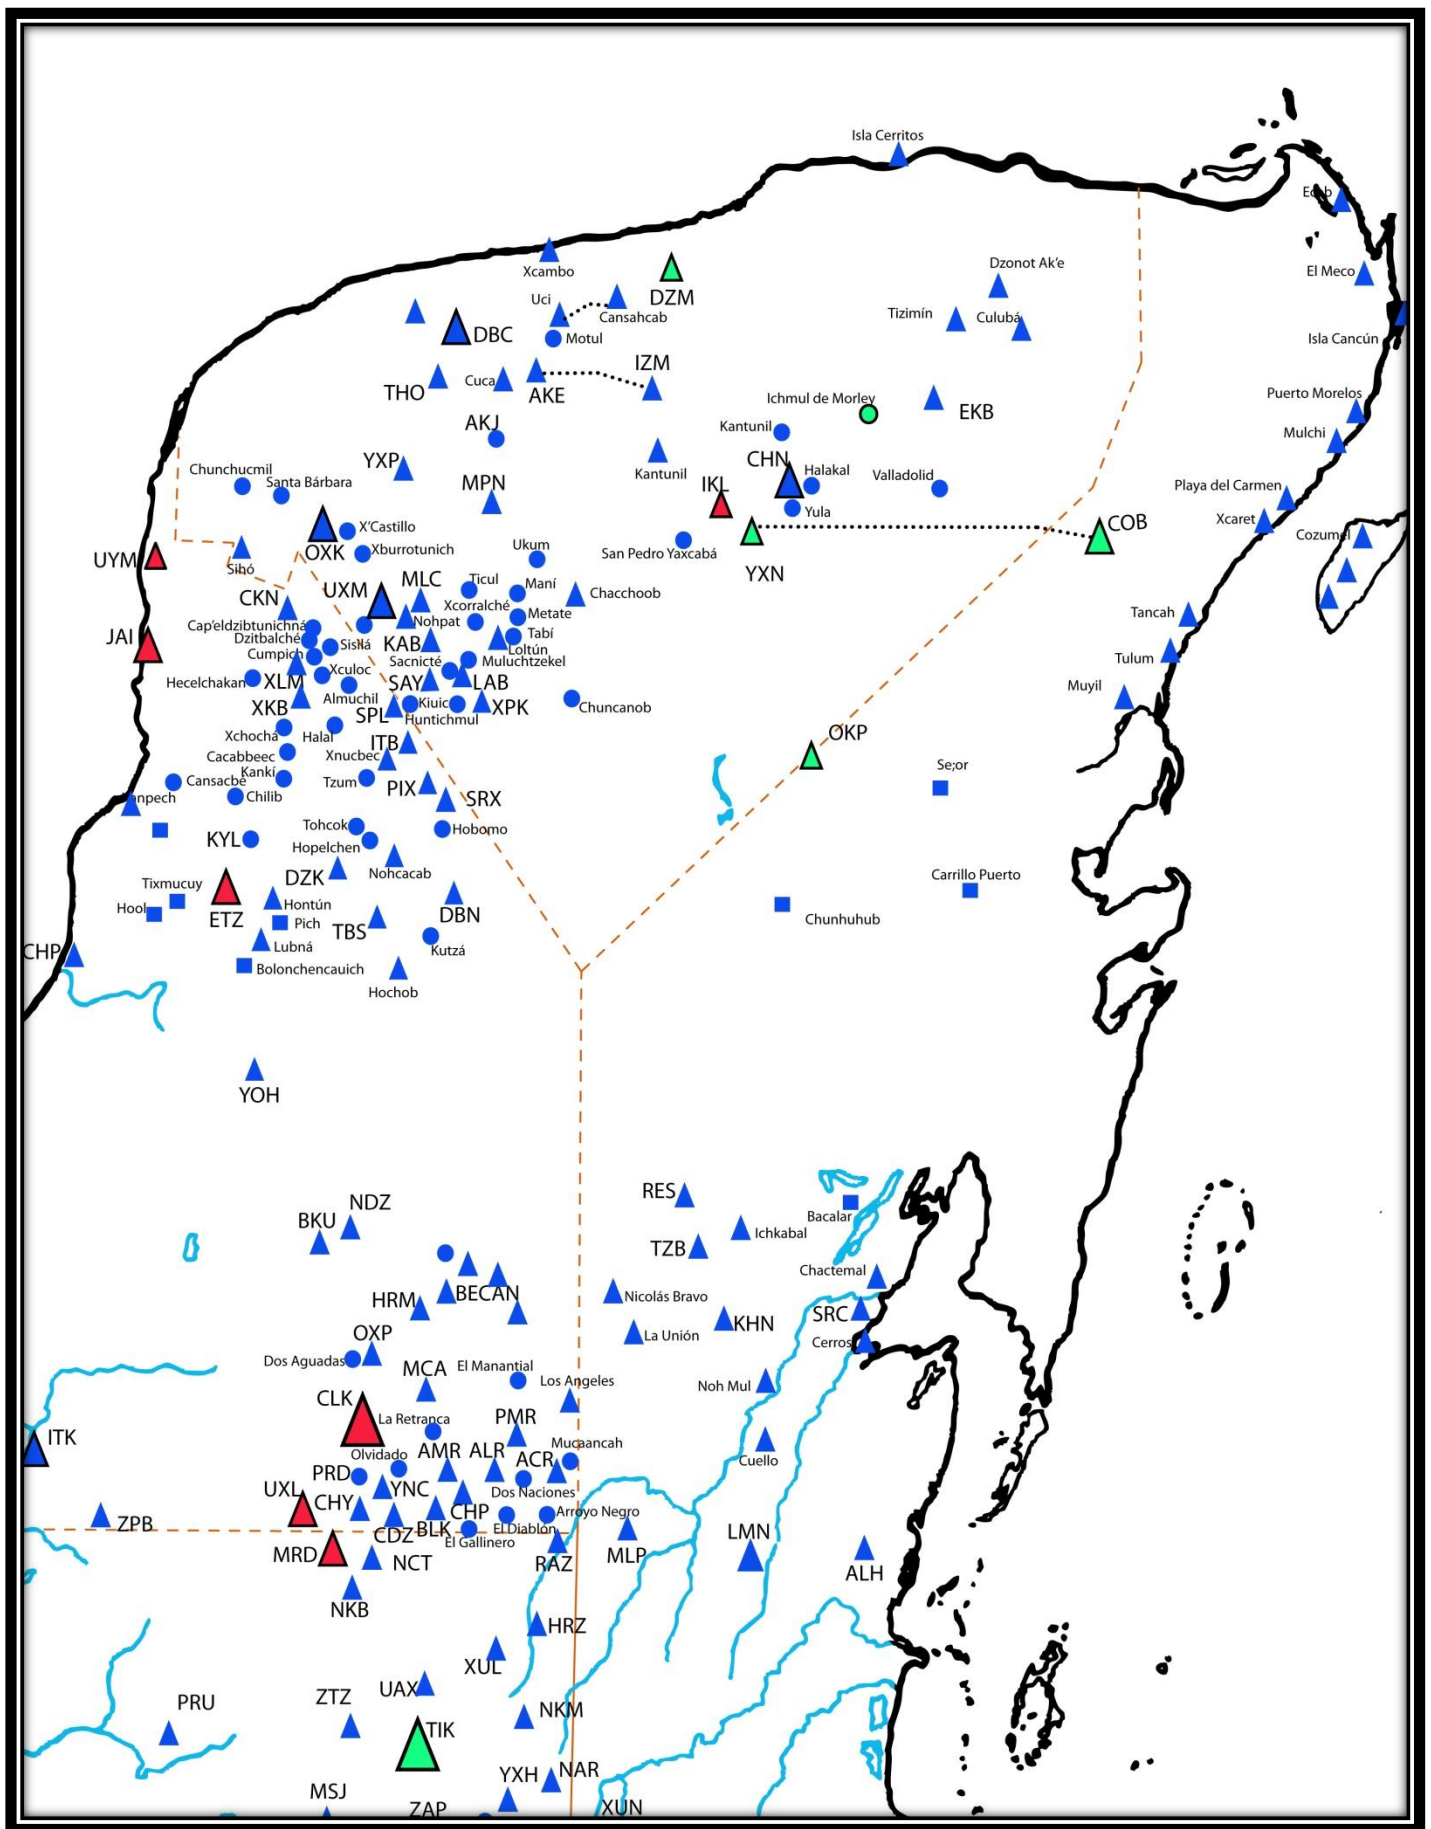 Isla Cerritos
Ecab
Xcambo
DZM
Dzonot Ak'e
El Meco
Uci
Cansahcab
Tizimín
Culubá
DBC
Motul
Isla Cancún
IZM
THO
Cuca
AKE
Ichmul de Morley
EKB
Puerto Morelos
AKJ
Kantunil
Mulchi
YXP
CHN
Chunchucmil
Santa Bárbara
MPN
Kantunil
IKL
Halakal
Valladolid
Playa del Carmen
Yula
Xcaret
COB
OXK
X'Castillo
Xburrotunich
Ukum
San Pedro Yaxcabá
Cozumel
UYM
Sihó
YXN
UXM
MLC
Ticul
Maní
Chacchoob
CKN
Xcorralché
Metate
Tancah
Cap'eldzibtunichná
Nohpat
JAI
Dzitbalché
Sisilá
KAB
Tabí
Loltún
Cumpich
Sacnicté
Muluchtzekel
Tulum
Hecelchakan
XLM
Xculoc
SAY
LAB
Muyil
Almuchil
Kiuic
XPK
Chuncanob
XKB
SPL
Huntichmul
Xchochá
Halal
ITB
OKP
Cacabbeec
Xnucbec
Kankí
Se;or
Cansacbé
Tzum
PIX
SRX
anpech
Chilib
KYL
Tohcok
Hobomo
Hopelchen
Nohcacab
Tixmucuy
DZK
Carrillo Puerto
Hool
ETZ
Hontún
DBN
Chunhuhub
Pich
TBS
Lubná
Kutzá
CHP
Bolonchencauich
Hochob
YOH
NDZ
RES
BKU
Bacalar
Ichkabal
TZB
Chactemal
HRM
BECAN
Nicolás Bravo
KHN
SRC
OXP
La Unión
Cerros
Dos Aguadas
MCA
El Manantial
Los Angeles
Noh Mul
CLK
La Retranca
PMR
ITK
Olvidado
AMR
ALR
Mucaancah
ACR
Cuello
PRD
UXL
YNC
Dos Naciones
CHY
CHP
Arroyo Negro
ZPB
CDZ
BLK
El Diablón
El Gallinero
LMN
MRD
NCT
RAZ
MLP
ALH
NKB
HRZ
XUL
UAX
PRU
ZTZ
NKM
TIK
YXH
NAR
MSJ
ZAP
XUN